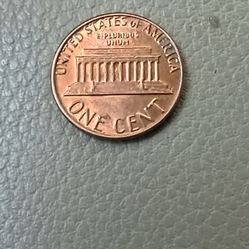 UNITED STATES OF AMERICA
E·PLURIBUS
UNUM
ONE CENT